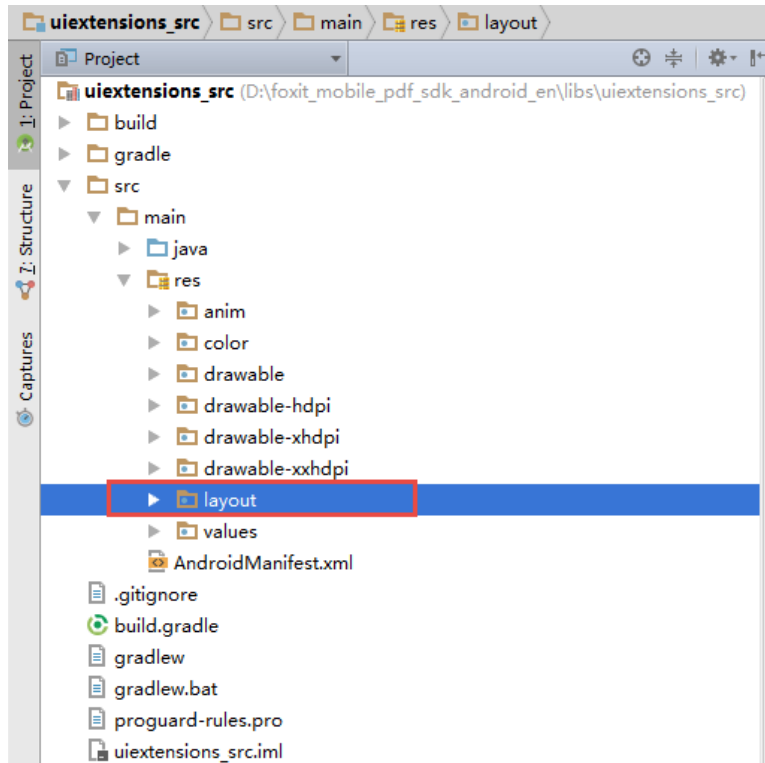 uiextensions_src src main res layout
Project
1: Project
7: Structure
Captures
uiextensions_src (D:\foxit_mobile_pdf_sdk_android_en\libs\uiextensions_src)
build
gradle
src
main
java
res
anim
color
drawable
drawable-hdpi
drawable-xhdpi
drawable-xxhdpi
layout
values
AndroidManifest.xml
.gitignore
build.gradle
gradlew
gradlew.bat
proguard-rules.pro
uiextensions_src.iml